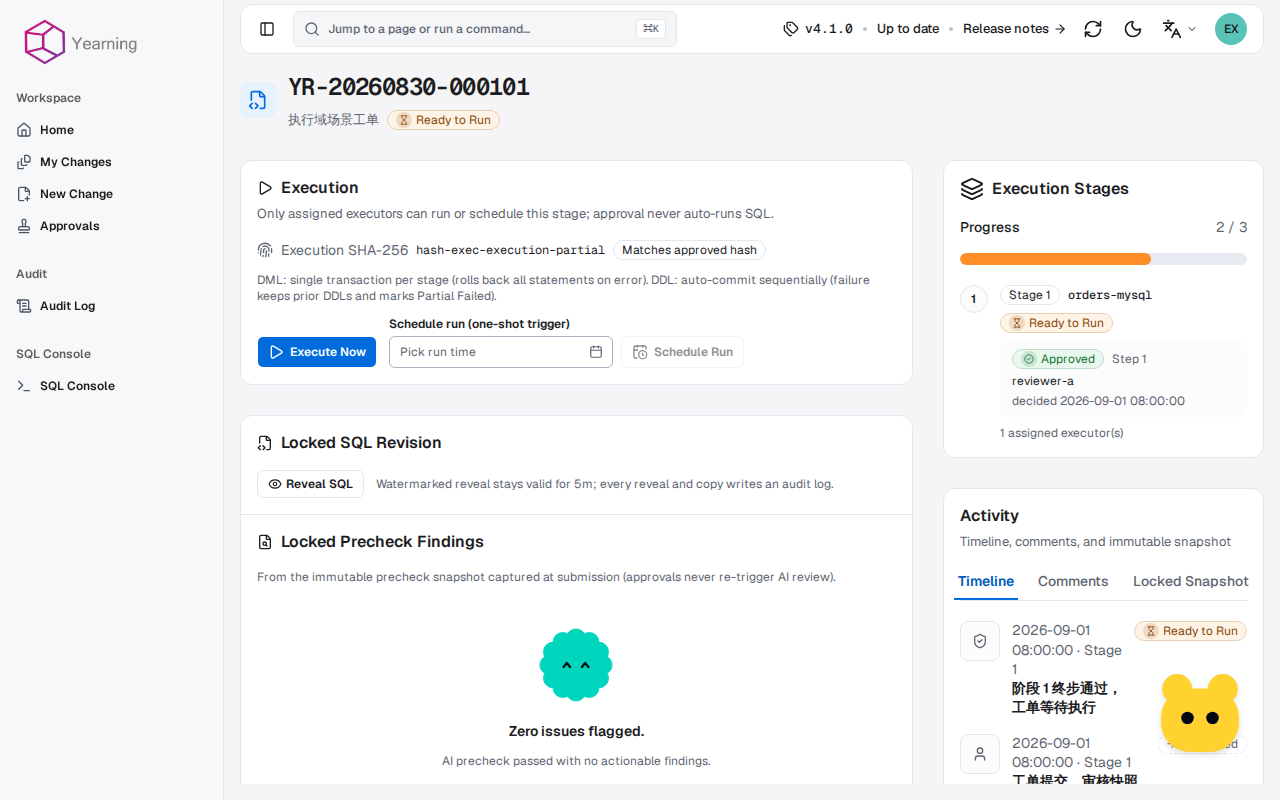 Yearning
Workspace
Home
My Changes
New Change
Approvals
Audit
Audit Log
SQL Console
SQL Console
Jump to a page or run a command...
⌘K
v4.1.0
Up to date
Release notes →
EX
YR-20260830-000101
执行域场景工单
Ready to Run
Execution
Only assigned executors can run or schedule this stage; approval never auto-runs SQL.
Execution SHA-256 hash-exec-execution-partial Matches approved hash
DML: single transaction per stage (rolls back all statements on error). DDL: auto-commit sequentially (failure
keeps prior DDLs and marks Partial Failed).
Schedule run (one-shot trigger)
Execute Now
Pick run time
Schedule Run
Locked SQL Revision
Reveal SQL
Watermarked reveal stays valid for 5m; every reveal and copy writes an audit log.
Locked Precheck Findings
From the immutable precheck snapshot captured at submission (approvals never re-trigger AI review).
Zero issues flagged.
AI precheck passed with no actionable findings.
Execution Stages
Progress
2 / 3
1
Stage 1
orders-mysql
Ready to Run
Approved
Step 1
reviewer-a
decided 2026-09-01 08:00:00
1 assigned executor(s)
Activity
Timeline, comments, and immutable snapshot
Timeline
Comments
Locked Snapshot
2026-09-01
08:00:00 · Stage
1
Ready to Run
阶段 1 终步通过，
工单等待执行
2026-09-01
08:00:00 · Stage 1
工单提交，审核快照